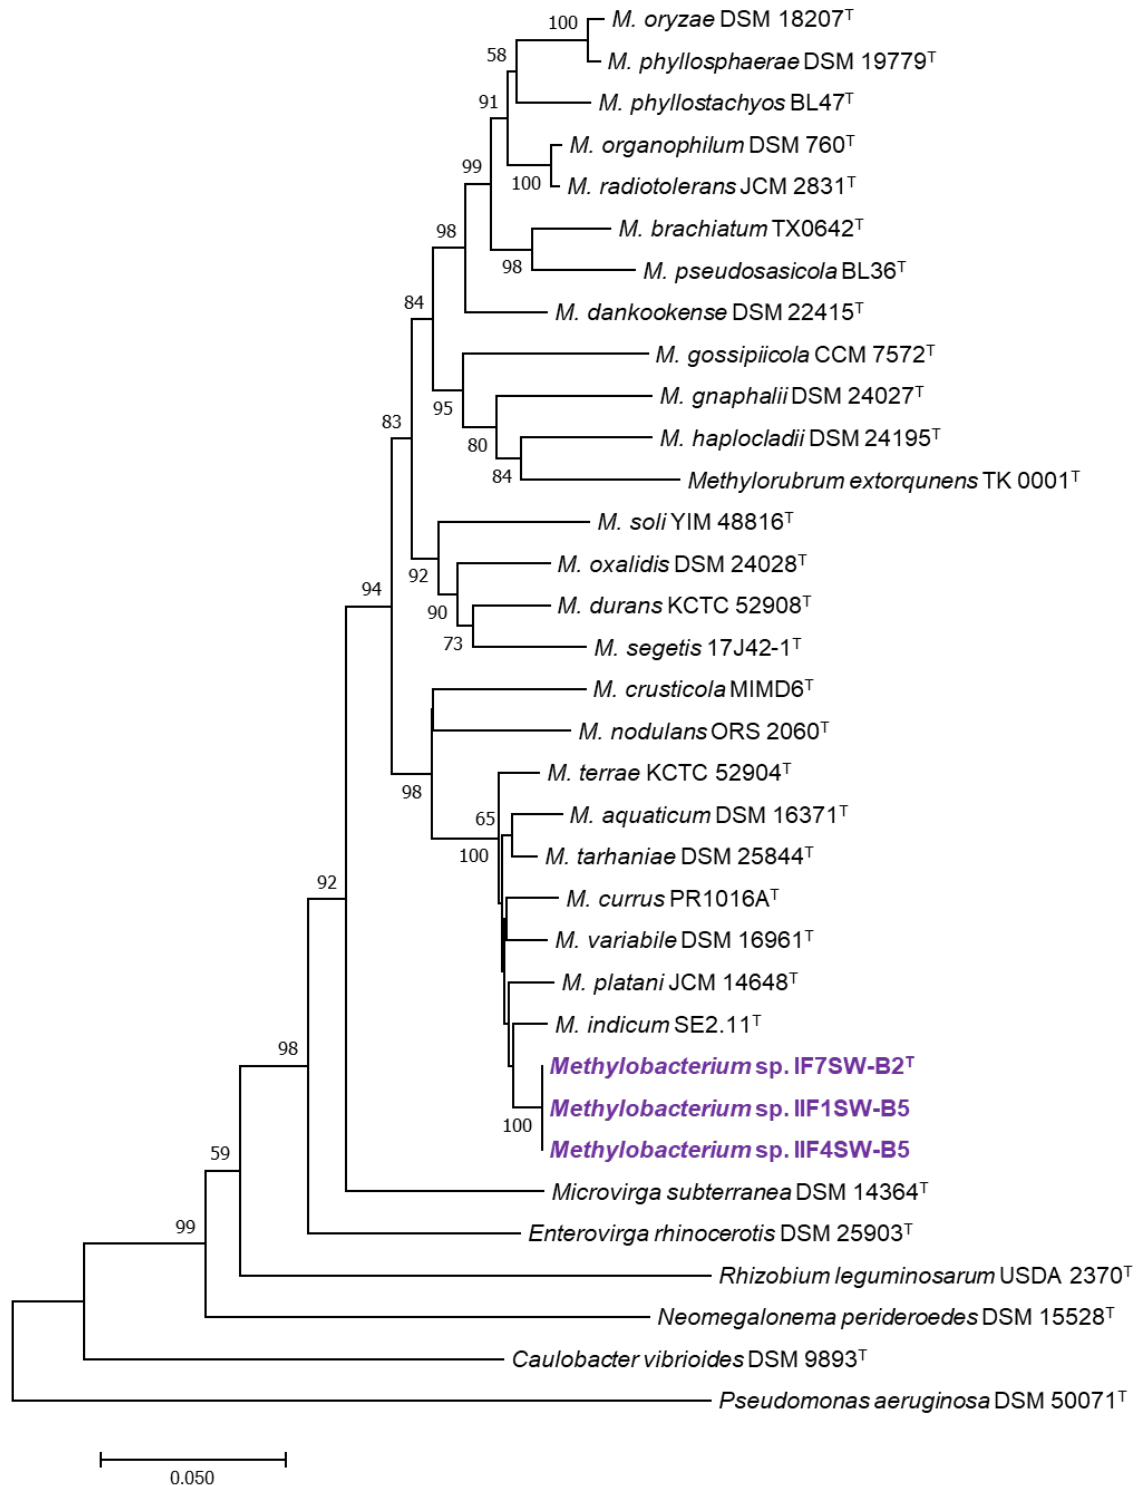 100
M. oryzae DSM 18207ᵀ
58
M. phyllosphaerae DSM 19779ᵀ
91
M. phyllostachyos BL47ᵀ
M. organophilum DSM 760ᵀ
99
100
M. radiotolerans JCM 2831ᵀ
98
M. brachiatum TX0642ᵀ
98
M. pseudosasicola BL36ᵀ
84
M. dankookense DSM 22415ᵀ
M. gossipiicola CCM 7572ᵀ
95
M. gnaphalii DSM 24027ᵀ
83
80
M. haplocladii DSM 24195ᵀ
84
Methylorubrum extorqunens TK 0001ᵀ
M. soli YIM 48816ᵀ
92
M. oxalidis DSM 24028ᵀ
94
90
M. durans KCTC 52908ᵀ
73
M. segetis 17J42-1ᵀ
M. crusticola MIMD6ᵀ
M. nodulans ORS 2060ᵀ
98
M. terrae KCTC 52904ᵀ
65
M. aquaticum DSM 16371ᵀ
100
M. tarhaniae DSM 25844ᵀ
92
M. currus PR1016Aᵀ
M. variabile DSM 16961ᵀ
M. platani JCM 14648ᵀ
M. indicum SE2.11ᵀ
98
Methylobacterium sp. IF7SW-B2ᵀ
Methylobacterium sp. IIF1SW-B5
100
Methylobacterium sp. IIF4SW-B5
59
Microvirga subterranea DSM 14364ᵀ
99
Enterovirga rhinocerotis DSM 25903ᵀ
Rhizobium leguminosarum USDA 2370ᵀ
Neomegalonema perideroedes DSM 15528ᵀ
Caulobacter vibrioides DSM 9893ᵀ
Pseudomonas aeruginosa DSM 50071ᵀ
0.050